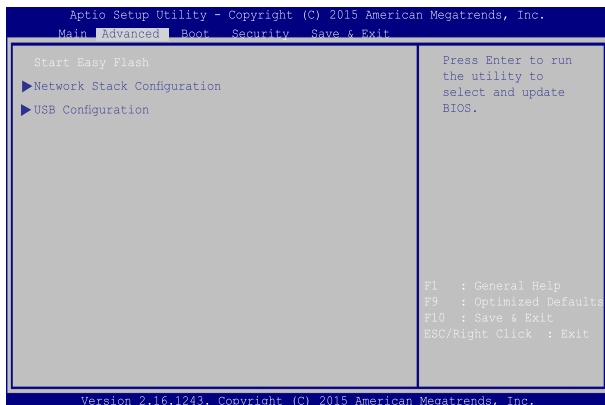 Aptio Setup Utility - Copyright (C) 2015 American Megatrends, Inc.
Main Advanced Boot Security Save & Exit
Start Easy Flash
Network Stack Configuration
USB Configuration
Press Enter to run
the utility to
select and update
BIOS.
F1 : General Help
F9 : Optimized Defaults
F10 : Save & Exit
ESC/Right Click : Exit
Version 2.16.1243. Copyright (C) 2015 American Megatrends, Inc.